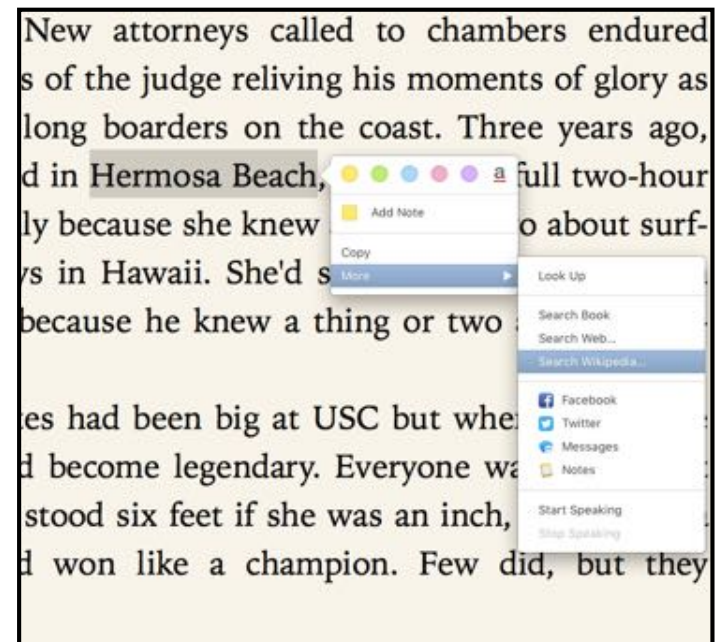 New attorneys called to chambers endured
s of the judge reliving his moments of glory as
long boarders on the coast. Three years ago,
d in Hermosa Beach, full two-hour
ly because she knew o about surf-
ys in Hawaii. She'd s
because he knew a thing or two
tes had been big at USC but whe
d become legendary. Everyone wa
stood six feet if she was an inch,
d won like a champion. Few did, but they
a
Add Note
Copy
More
Look Up
Search Book
Search Web...
Search Wikipedia...
Facebook
Twitter
Messages
Notes
Start Speaking
Stop Speaking